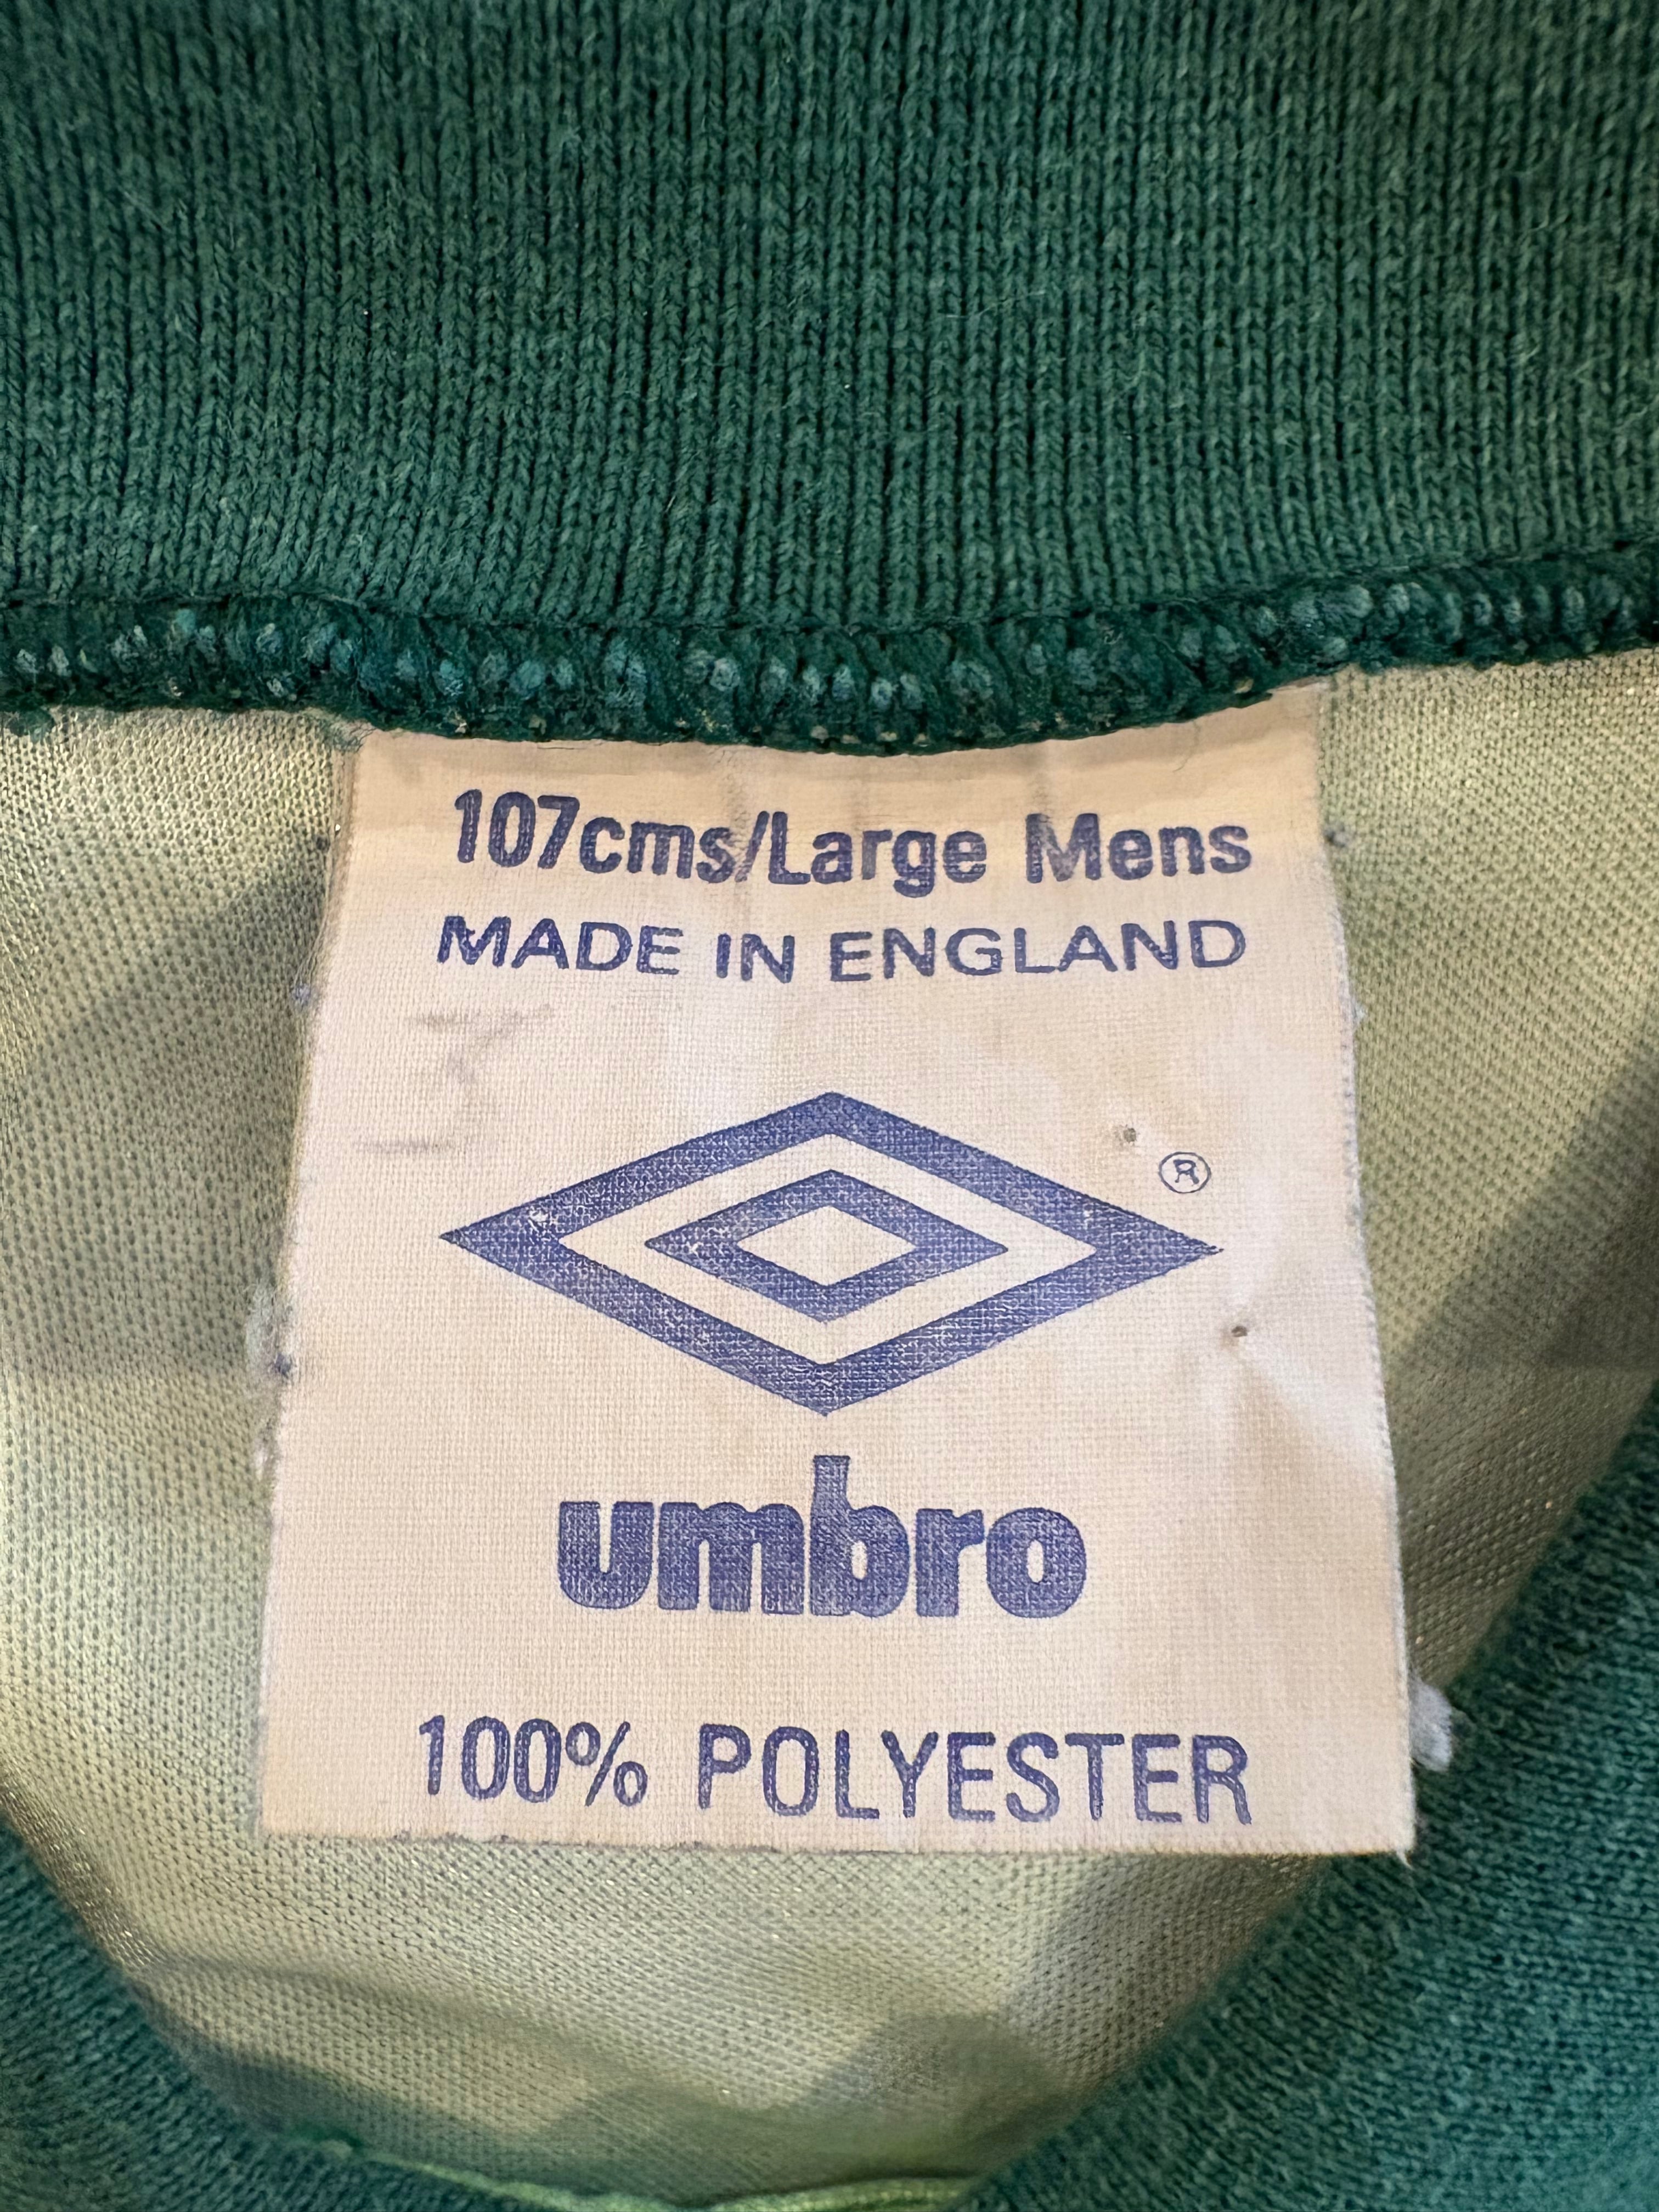 107cms/Large Mens
MADE IN ENGLAND
®
umbro
100% POLYESTER